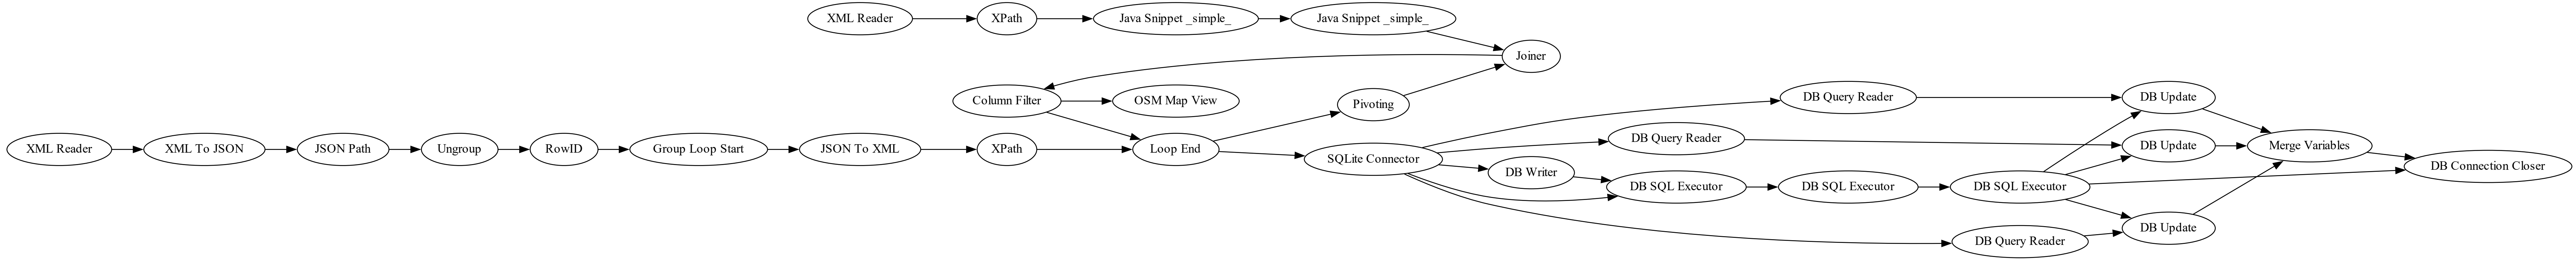 XML Reader
XPath
Java Snippet _simple_
Java Snippet _simple_
Joiner
Column Filter
OSM Map View
Pivoting
DB Query Reader
DB Update
XML Reader
XML To JSON
JSON Path
Ungroup
RowID
Group Loop Start
JSON To XML
XPath
Loop End
SQLite Connector
DB Query Reader
DB Update
Merge Variables
DB Writer
DB Connection Closer
DB SQL Executor
DB SQL Executor
DB SQL Executor
DB Update
DB Query Reader